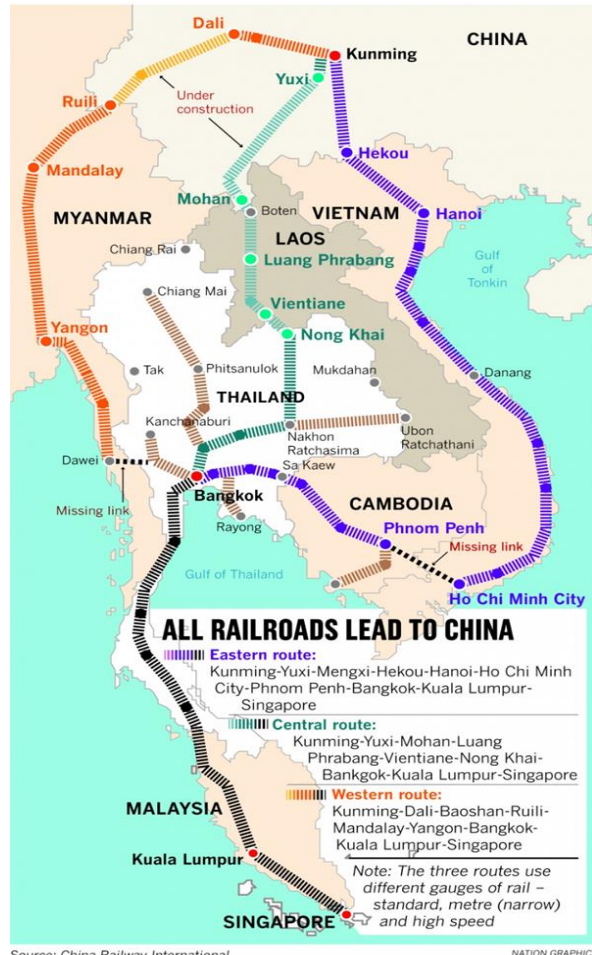 Dali
Kunming
CHINA
Yuxi
Under
construction
Ruili
Hekou
Mandalay
Mohan
Boten
VIETNAM
Hanoi
MYANMAR
LAOS
Chiang Rai
Luang Phrabang
Gulf
of
Tonkin
Chiang Mai
Vientiane
Yangon
Nong Khai
Tak
Phitsanulok
Mukdahan
Danang
THAILAND
Kanchanaburi
Nakhon
Ratchasima
Ubon
Ratchathani
Dawei
Sa Kaew
Bangkok
CAMBODIA
Missing link
Rayong
Phnom Penh
Missing link
Gulf of Thailand
Ho Chi Minh City
ALL RAILROADS LEAD TO CHINA
Eastern route:
Kunming-Yuxi-Mengxi-Hekou-Hanoi-Ho Chi Minh
City-Phnom Penh-Bangkok-Kuala Lumpur-
Singapore
Central route:
Kunming-Yuxi-Mohan-Luang
Phrabang-Vientiane-Nong Khai-
Bankgok-Kuala Lumpur-Singapore
Western route:
Kunming-Dali-Baoshan-Ruili-
Mandalay-Yangon-Bangkok-
Kuala Lumpur-Singapore
Note: The three routes use
different gauges of rail –
standard, metre (narrow)
and high speed
MALAYSIA
Kuala Lumpur
SINGAPORE
Source: China Railway International
NATION GRAPHIC